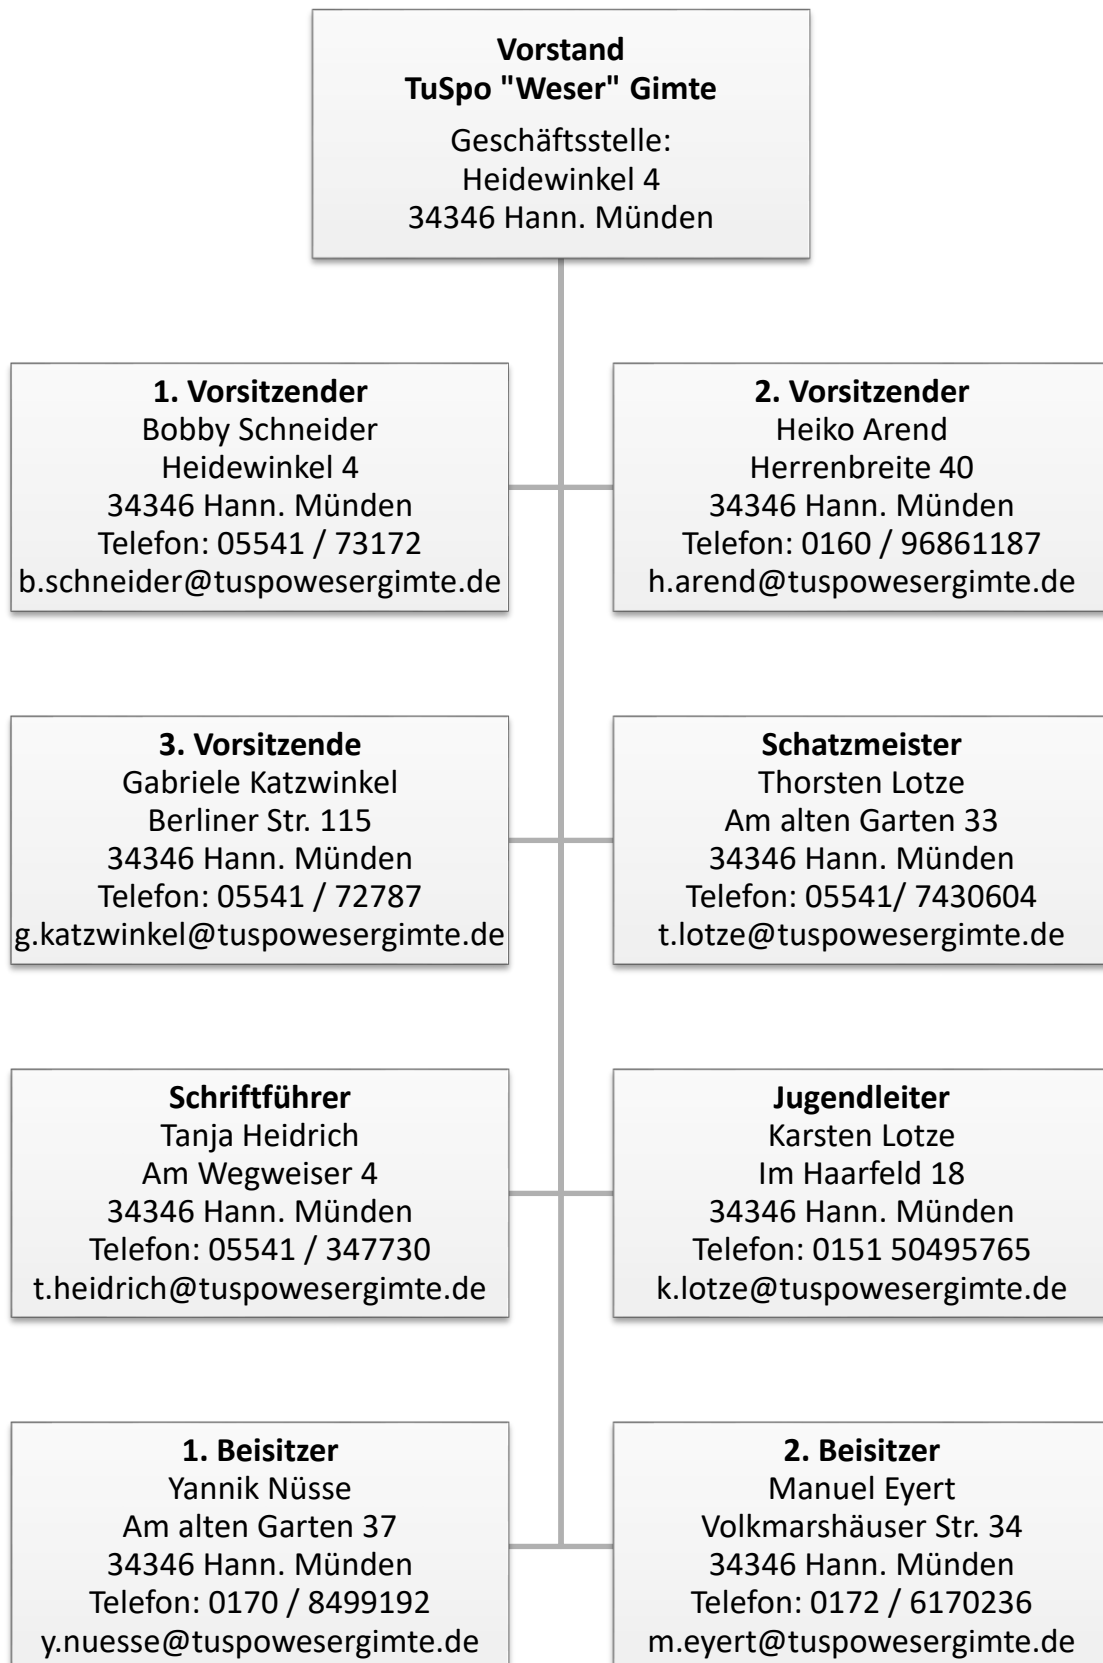 Vorstand
TuSpo "Weser" Gimte
Geschäftsstelle:
Heidewinkel 4
34346 Hann. Münden
1. Vorsitzender
Bobby Schneider
Heidewinkel 4
34346 Hann. Münden
Telefon: 05541 / 73172
b.schneider@tuspowesergimte.de
2. Vorsitzender
Heiko Arend
Herrenbreite 40
34346 Hann. Münden
Telefon: 0160 / 96861187
h.arend@tuspowesergimte.de
3. Vorsitzende
Gabriele Katzwinkel
Berliner Str. 115
34346 Hann. Münden
Telefon: 05541 / 72787
g.katzwinkel@tuspowesergimte.de
Schatzmeister
Thorsten Lotze
Am alten Garten 33
34346 Hann. Münden
Telefon: 05541/ 7430604
t.lotze@tuspowesergimte.de
Schriftführer
Tanja Heidrich
Am Wegweiser 4
34346 Hann. Münden
Telefon: 05541 / 347730
t.heidrich@tuspowesergimte.de
Jugendleiter
Karsten Lotze
Im Haarfeld 18
34346 Hann. Münden
Telefon: 0151 50495765
k.lotze@tuspowesergimte.de
1. Beisitzer
Yannik Nüsse
Am alten Garten 37
34346 Hann. Münden
Telefon: 0170 / 8499192
y.nuesse@tuspowesergimte.de
2. Beisitzer
Manuel Eyert
Volkmarshäuser Str. 34
34346 Hann. Münden
Telefon: 0172 / 6170236
m.eyert@tuspowesergimte.de